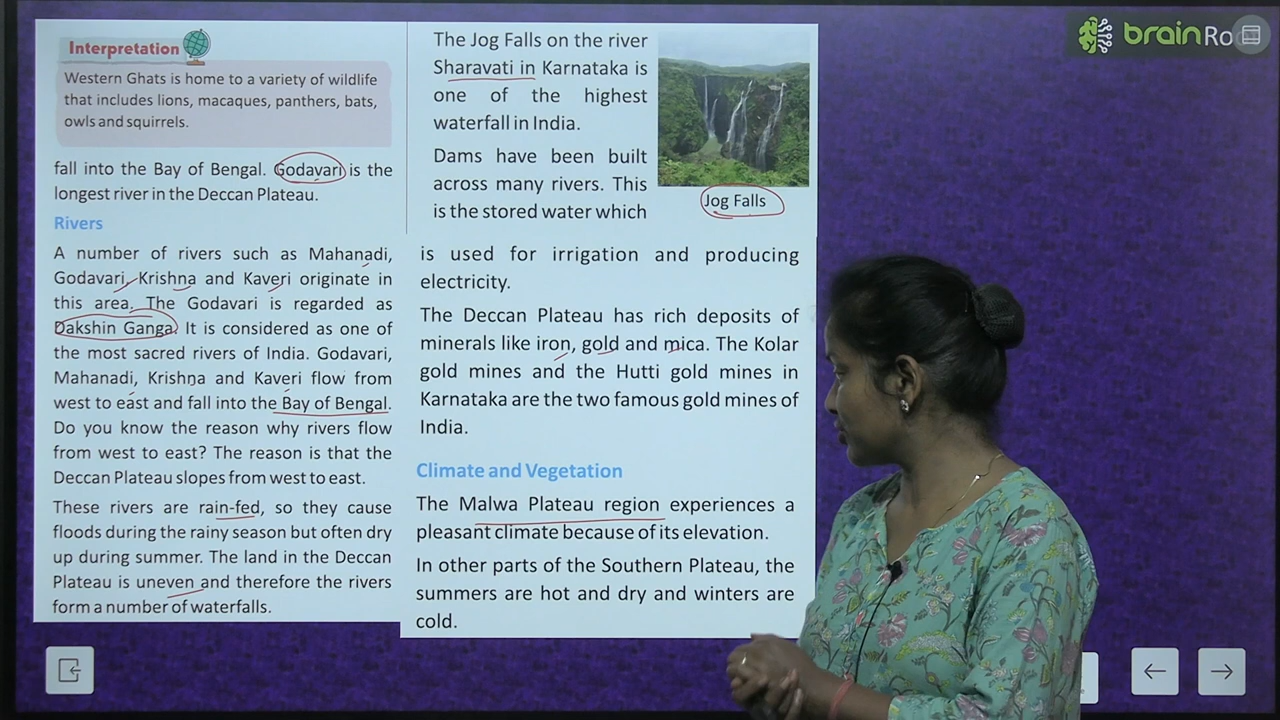 Interpretation
Western Ghats is home to a variety of wildlife
that includes lions, macaques, panthers, bats,
owls and squirrels.
fall into the Bay of Bengal. Godavari is the
longest river in the Deccan Plateau.
Rivers
A number of rivers such as Mahanadi,
Godavari, Krishna and Kaveri originate in
this area. The Godavari is regarded as
Dakshin Ganga. It is considered as one of
the most sacred rivers of India. Godavari,
Mahanadi, Krishna and Kaveri flow from
west to east and fall into the Bay of Bengal.
Do you know the reason why rivers flow
from west to east? The reason is that the
Deccan Plateau slopes from west to east.
These rivers are rain-fed, so they cause
floods during the rainy season but often dry
up during summer. The land in the Deccan
Plateau is uneven and therefore the rivers
form a number of waterfalls.
The Jog Falls on the river
Sharavati in Karnataka is
one of the highest
waterfall in India.
Dams have been built
across many rivers. This
is the stored water which
Jog Falls
is used for irrigation and producing
electricity.
The Deccan Plateau has rich deposits of
minerals like iron, gold and mica. The Kolar
gold mines and the Hutti gold mines in
Karnataka are the two famous gold mines of
India.
Climate and Vegetation
The Malwa Plateau region experiences a
pleasant climate because of its elevation.
In other parts of the Southern Plateau, the
summers are hot and dry and winters are
cold.
brain Ro